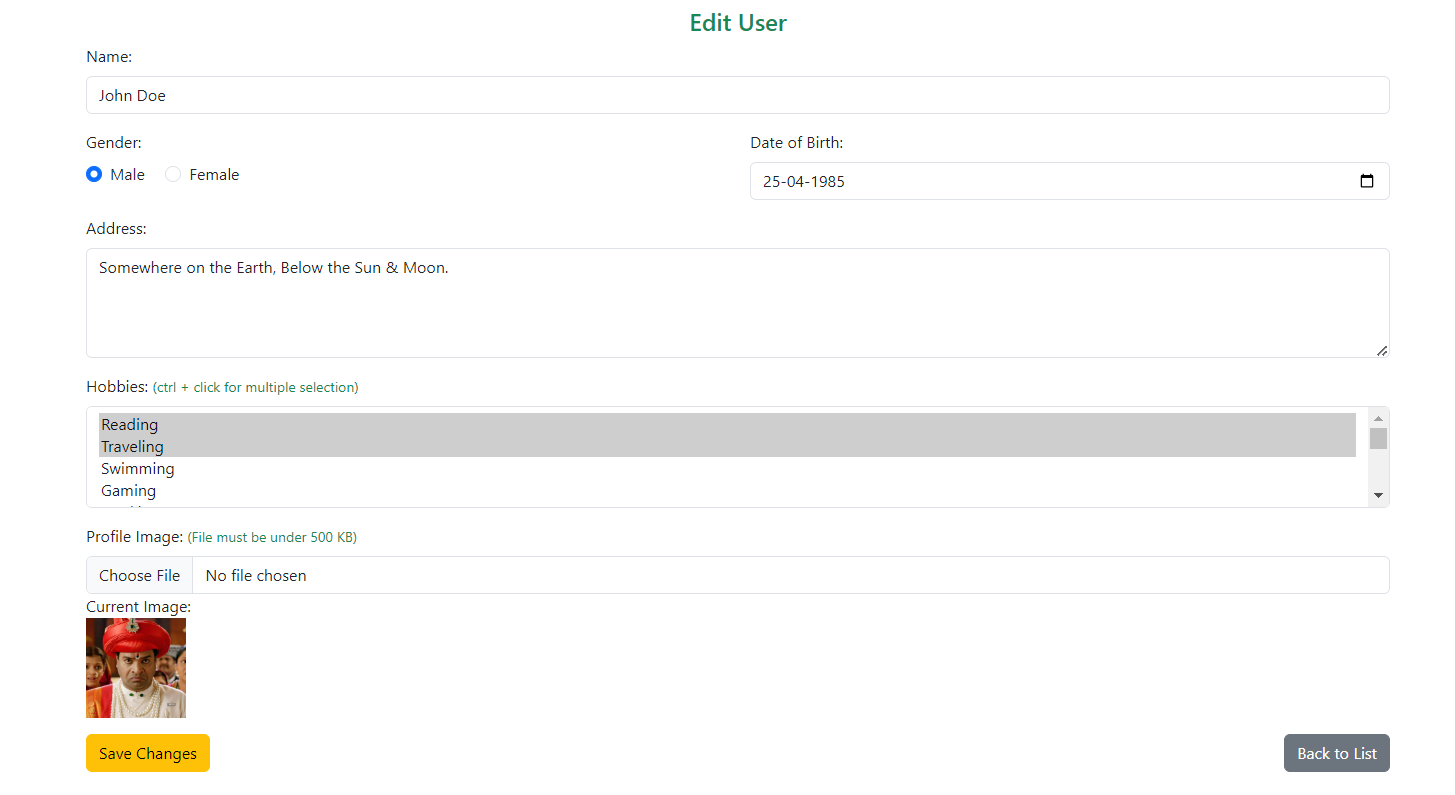 Edit User
Name:
John Doe
Gender:
Date of Birth:
Male
Female
25-04-1985
Address:
Somewhere on the Earth, Below the Sun & Moon.
Hobbies: (ctrl + click for multiple selection)
Reading
Traveling
Swimming
Gaming
Profile Image: (File must be under 500 KB)
Choose File No file chosen
Current Image:
Save Changes
Back to List